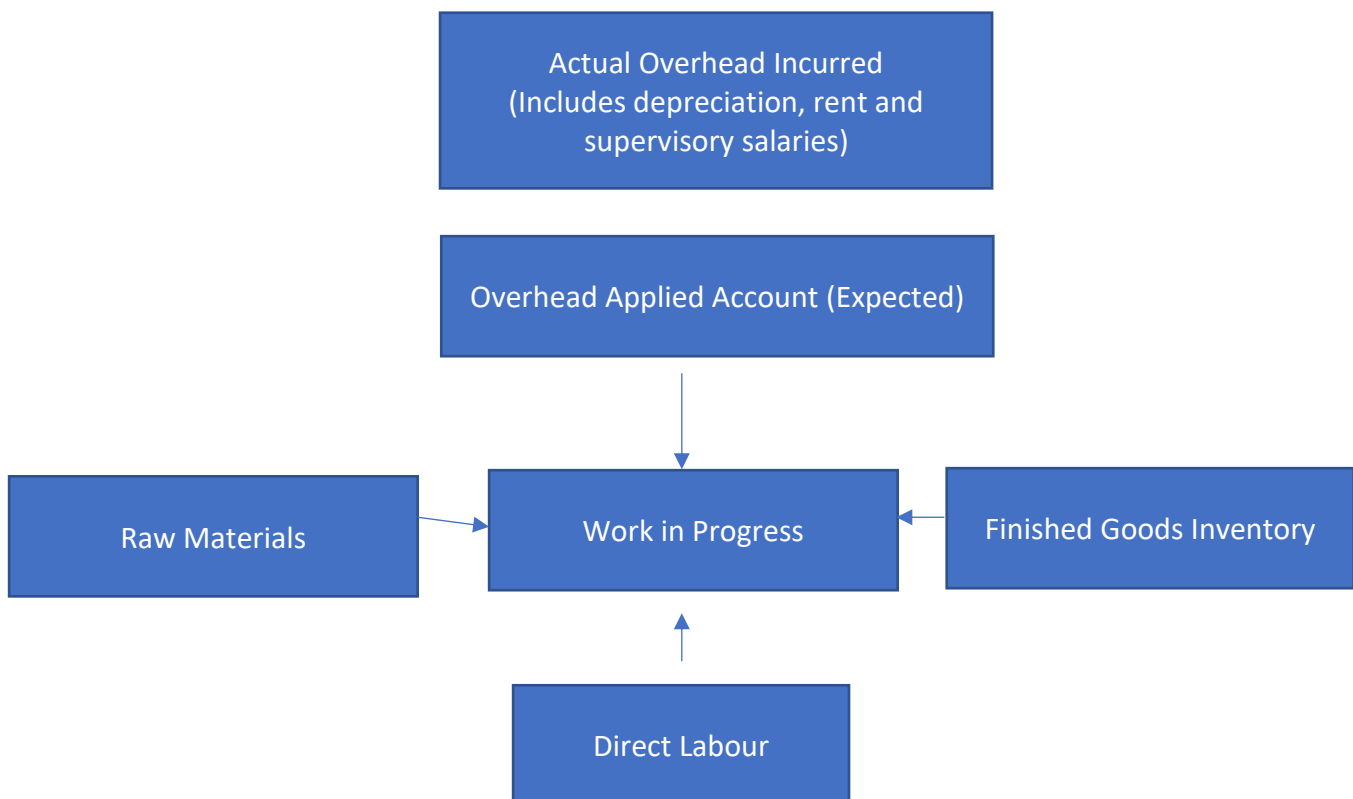 Actual Overhead Incurred
(Includes depreciation, rent and
supervisory salaries)
Overhead Applied Account (Expected)
Raw Materials
Work in Progress
Finished Goods Inventory
Direct Labour